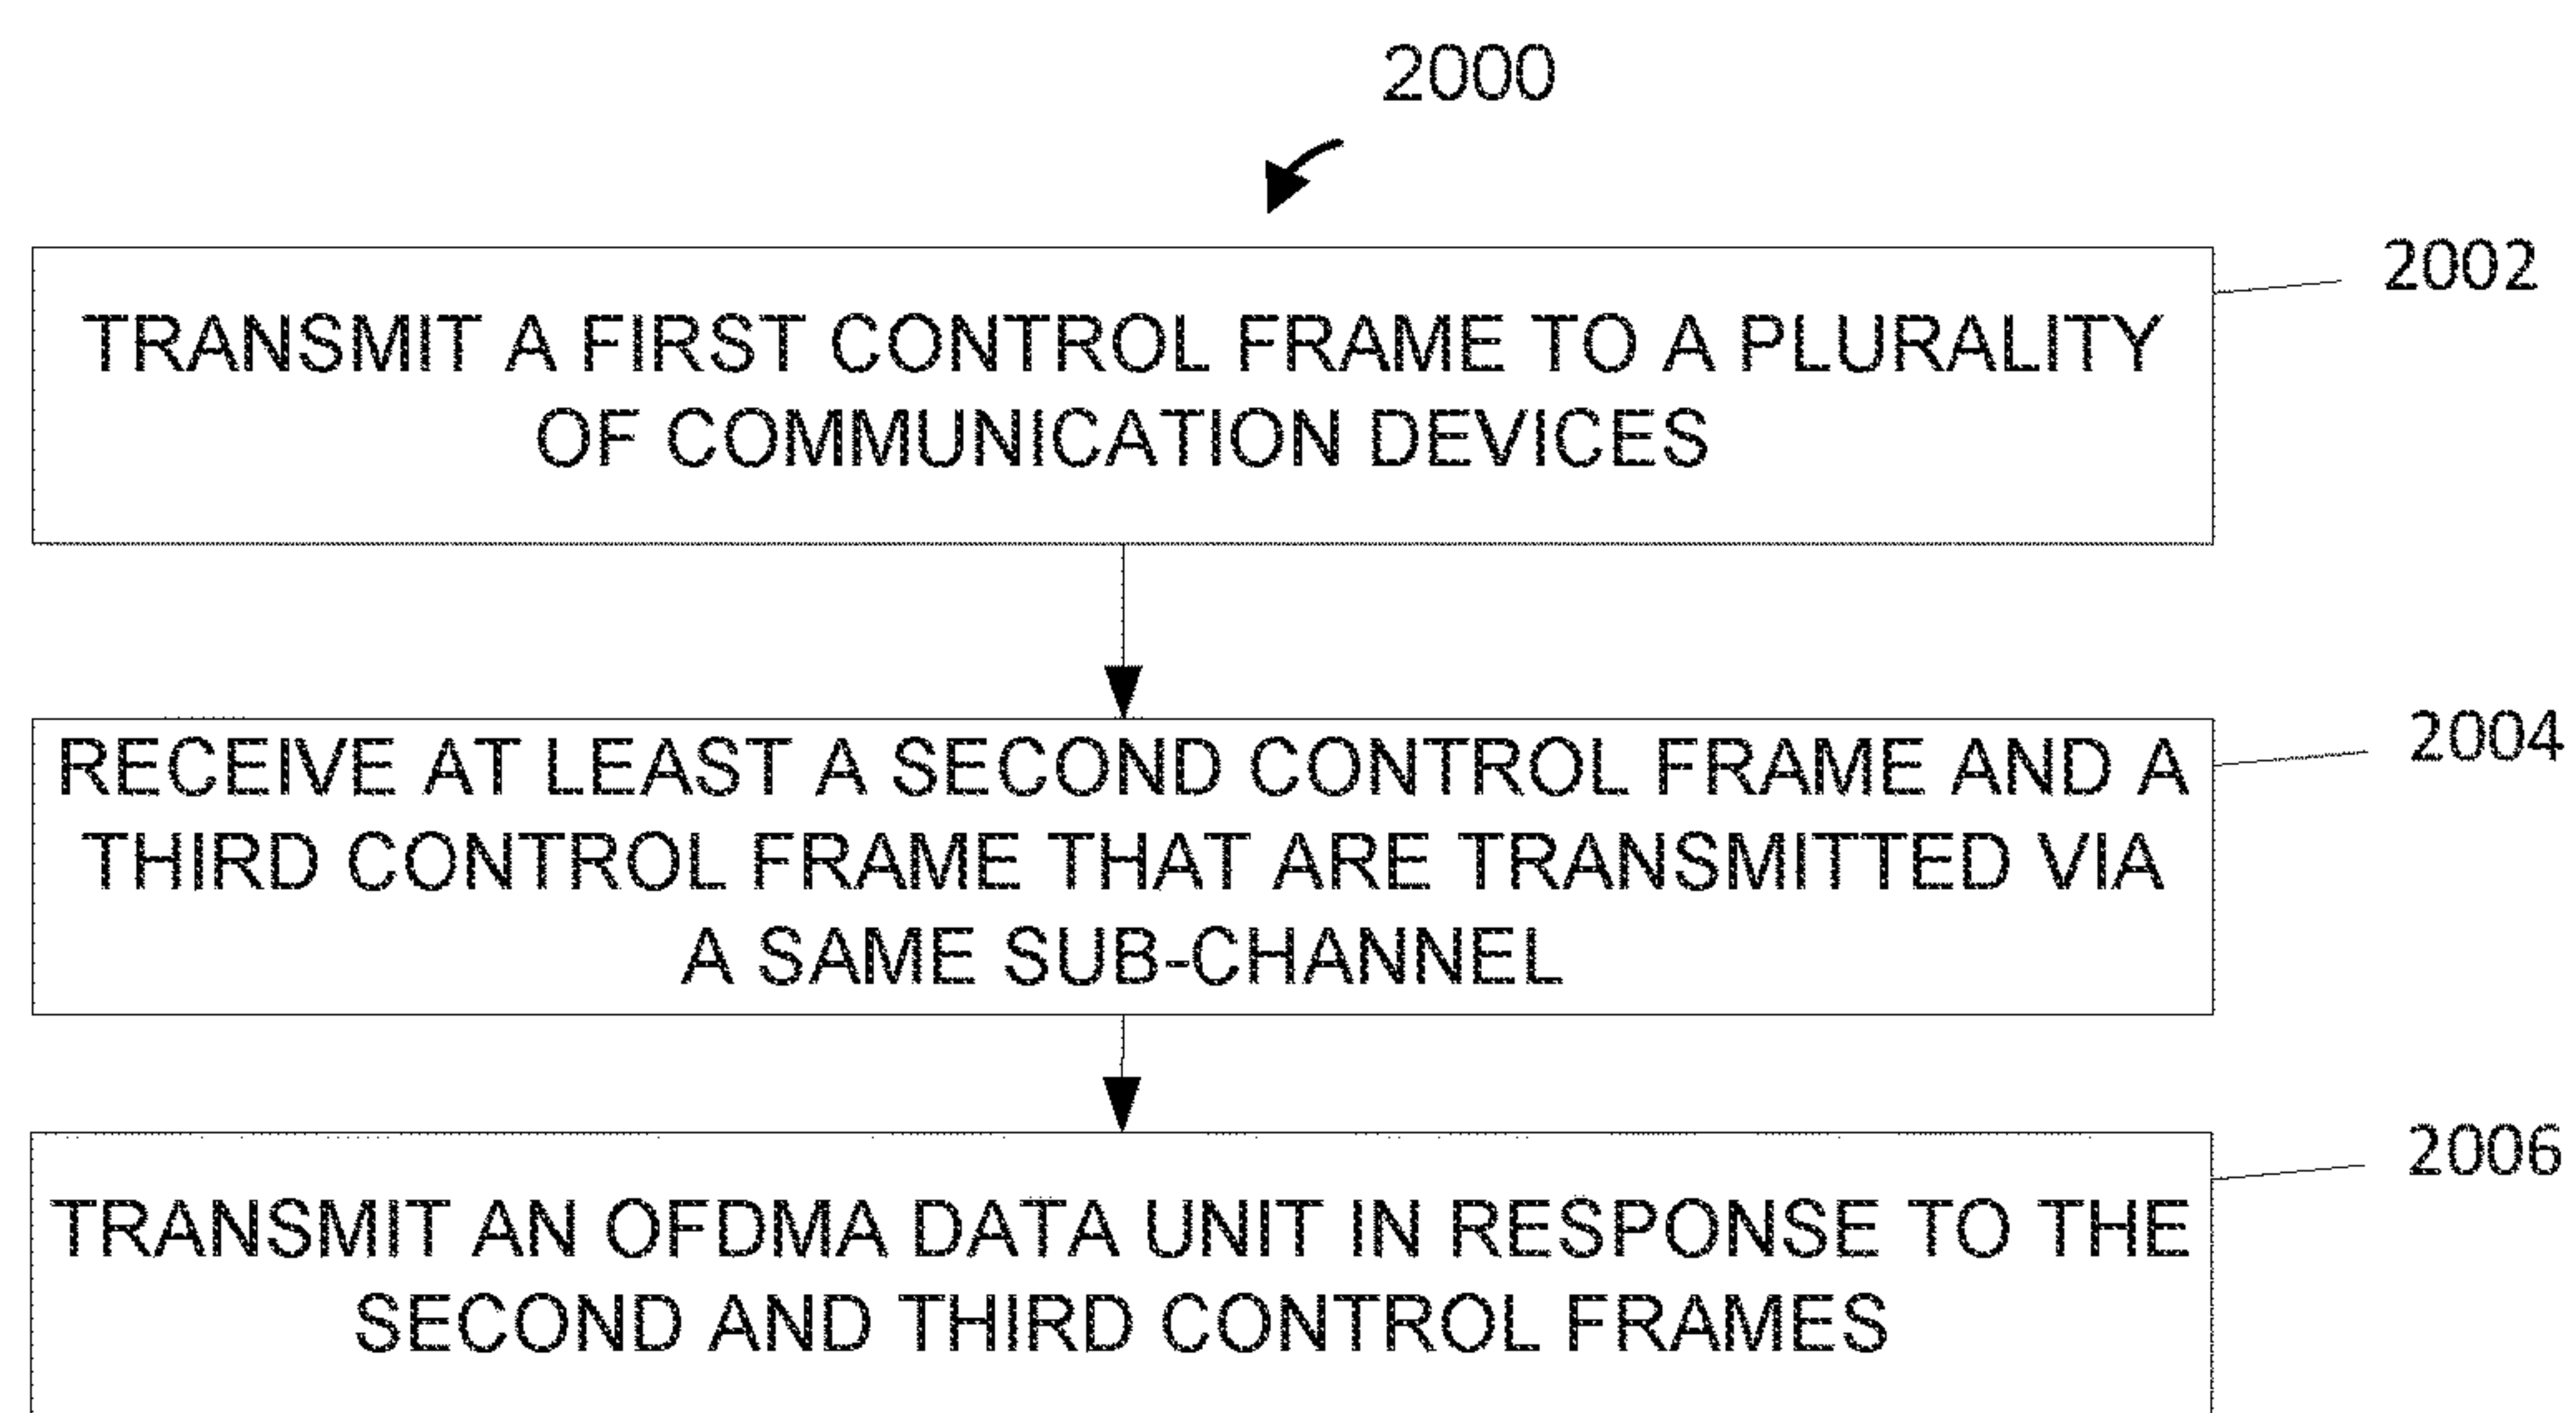 2000
2002
TRANSMIT A FIRST CONTROL FRAME TO A PLURALITY
OF COMMUNICATION DEVICES
2004
RECEIVE AT LEAST A SECOND CONTROL FRAME AND A
THIRD CONTROL FRAME THAT ARE TRANSMITTED VIA
A SAME SUB-CHANNEL
2006
TRANSMIT AN OFDMA DATA UNIT IN RESPONSE TO THE
SECOND AND THIRD CONTROL FRAMES